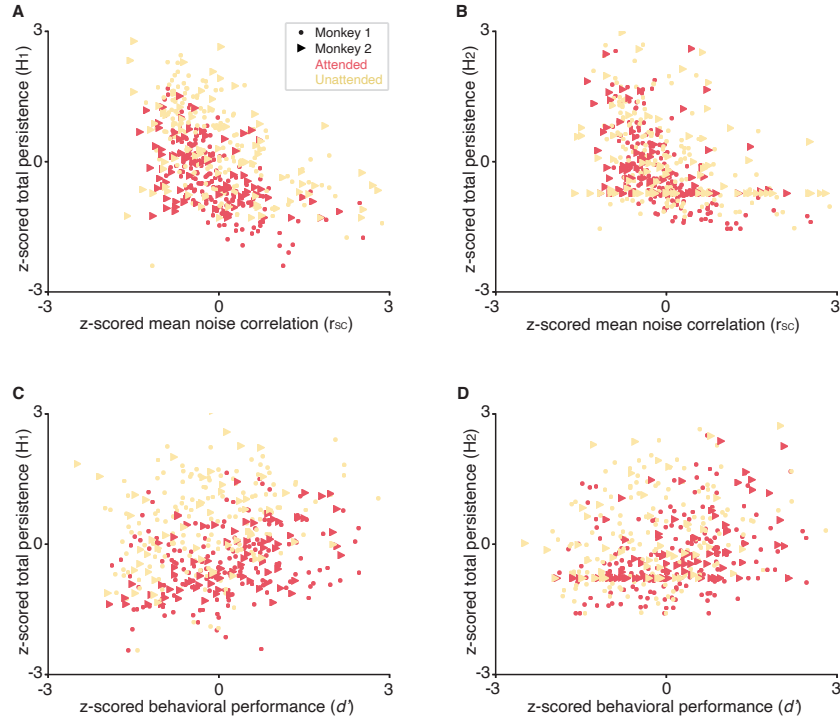 A
3
z-scored total persistence (H1)
0
-3
-3
0
3
z-scored mean noise correlation (rSC)
Monkey 1
Monkey 2
Attended
Unattended
B
3
z-scored total persistence (H2)
0
-3
-3
0
3
z-scored mean noise correlation (rSC)
C
3
z-scored total persistence (H1)
0
-3
-3
0
3
z-scored behavioral performance (d')
D
3
z-scored total persistence (H2)
0
-3
-3
0
3
z-scored behavioral performance (d')